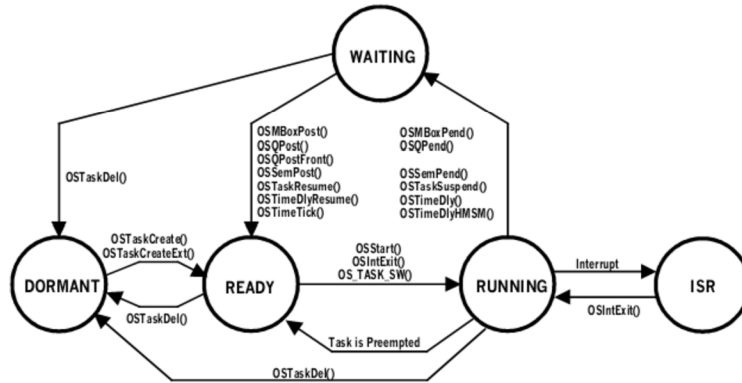 WAITING
OSMBoxPost()
OSQPost()
OSQPostFront()
OSSemPost()
OSTaskResume()
OSTimeDlyResume()
OSTimeTick()
OSMBoxPend()
OSQPend()
OSSemPend()
OSTaskSuspend()
OSTimeDly()
OSTimeDlyHMSM()
OSTaskDel()
OSTaskCreate()
OSTaskCreateExt()
OSStart()
OSIntExit()
OS_TASK_SW()
Interrupt
DORMANT
READY
RUNNING
ISR
OSTaskDel()
OSIntExit()
Task is Preempted
OSTaskDel()